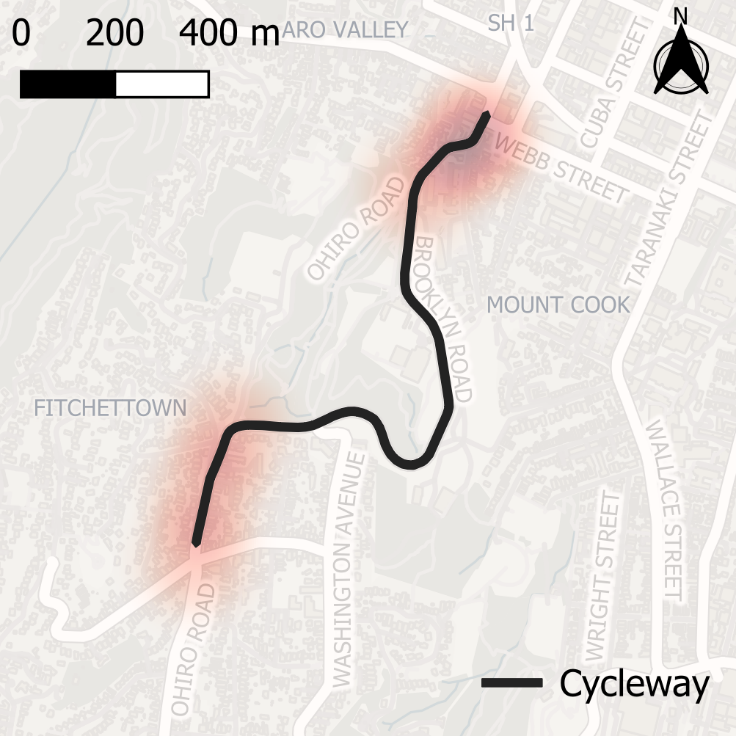 0 200 400 m
ARO VALLEY
SH 1
N
CUBA STREET
WEBB STREET
TARANAKI STREET
OHIRO ROAD
BROOKLYN ROAD
MOUNT COOK
FITCHETTOWN
WASHINGTON AVENUE
WALLACE STREET
WRIGHT STREET
OHIRO ROAD
Cycleway